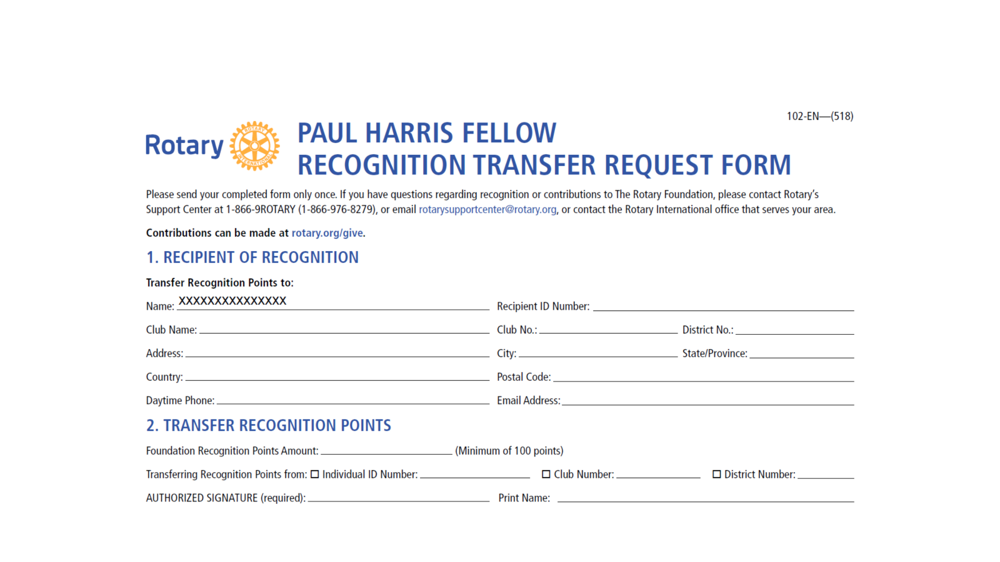 102-EN—(518)
Rotary
ROTARY
INTERNATIONAL
PAUL HARRIS FELLOW
RECOGNITION TRANSFER REQUEST FORM
Please send your completed form only once. If you have questions regarding recognition or contributions to The Rotary Foundation, please contact Rotary’s
Support Center at 1-866-9ROTARY (1-866-976-8279), or email rotarysupportcenter@rotary.org, or contact the Rotary International office that serves your area.
Contributions can be made at rotary.org/give.
1. RECIPIENT OF RECOGNITION
Transfer Recognition Points to:
Name: XXXXXXXXXXXXXXX Recipient ID Number:
Club Name: Club No.: District No.:
Address: City: State/Province:
Country: Postal Code:
Daytime Phone: Email Address:
2. TRANSFER RECOGNITION POINTS
Foundation Recognition Points Amount: (Minimum of 100 points)
Transferring Recognition Points from: Individual ID Number: Club Number: District Number:
AUTHORIZED SIGNATURE (required): Print Name: